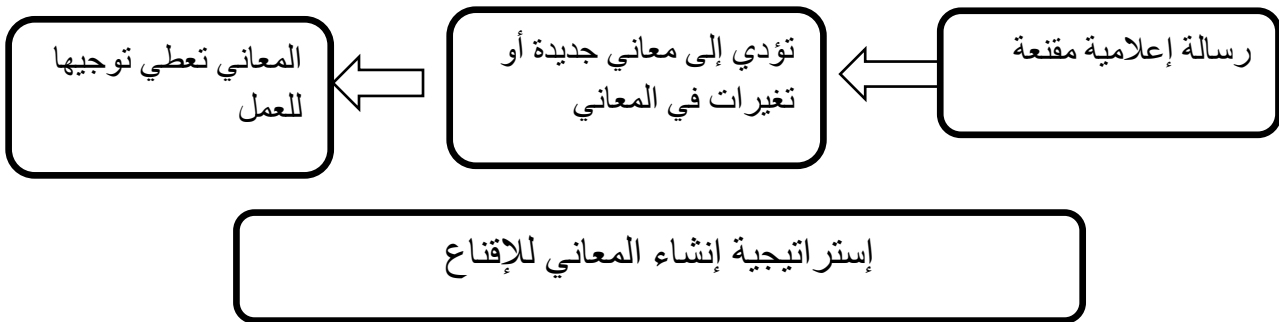 رسالة إعلامية مقنعة
تؤدي إلى معاني جديدة أو
تغيرات في المعاني
المعاني تعطي توجيها
للعمل
إستراتيجية إنشاء المعاني للإقناع